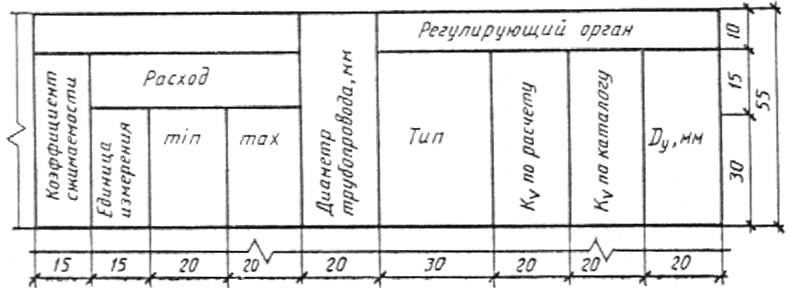 Регулирующий орган
10
Коэффициент
сжимаемости
Расход
Диаметр
трубопровода, мм
15
55
Единица
измерения
min
max
Тип
Kv по расчету
Kv по каталогу
Dу, мм
30
15
15
20
20
20
30
20
20
20